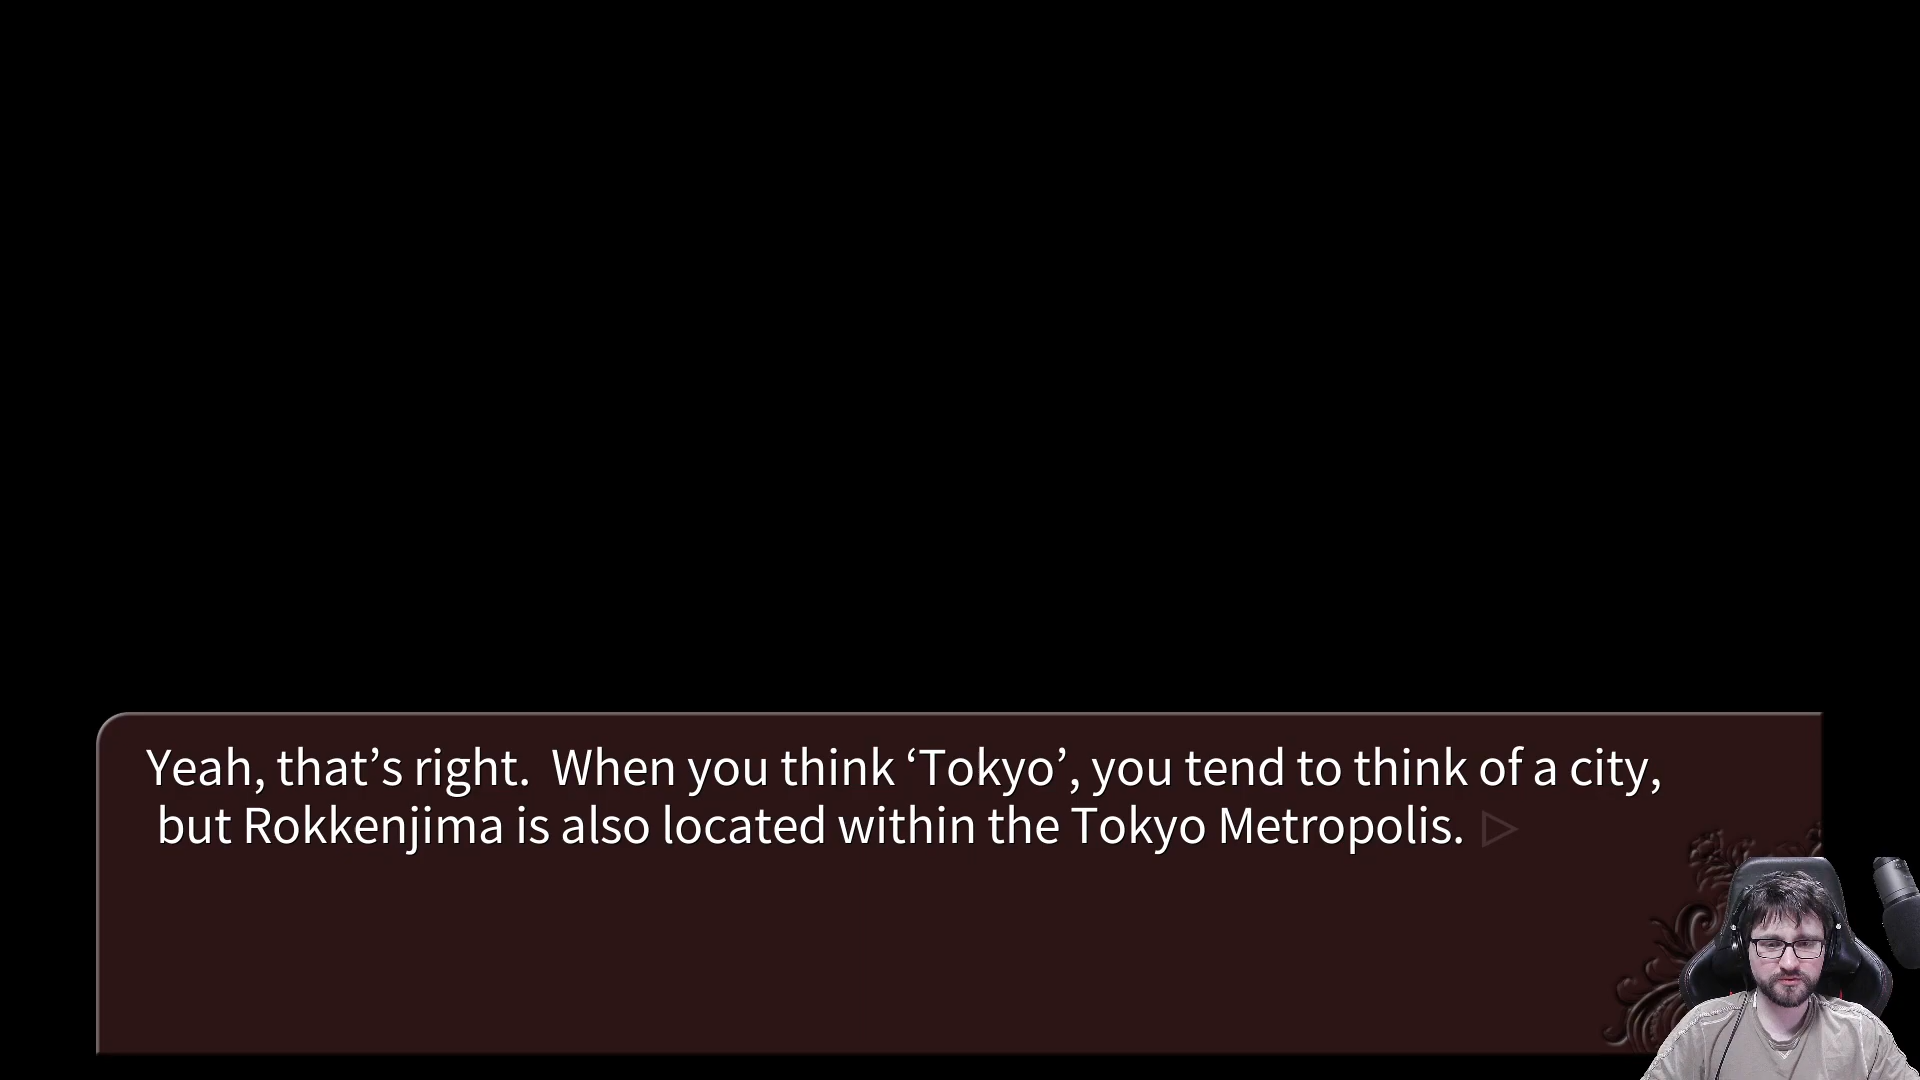 Yeah, that’s right.  When you think ‘Tokyo’, you tend to think of a city,
but Rokkenjima is also located within the Tokyo Metropolis.